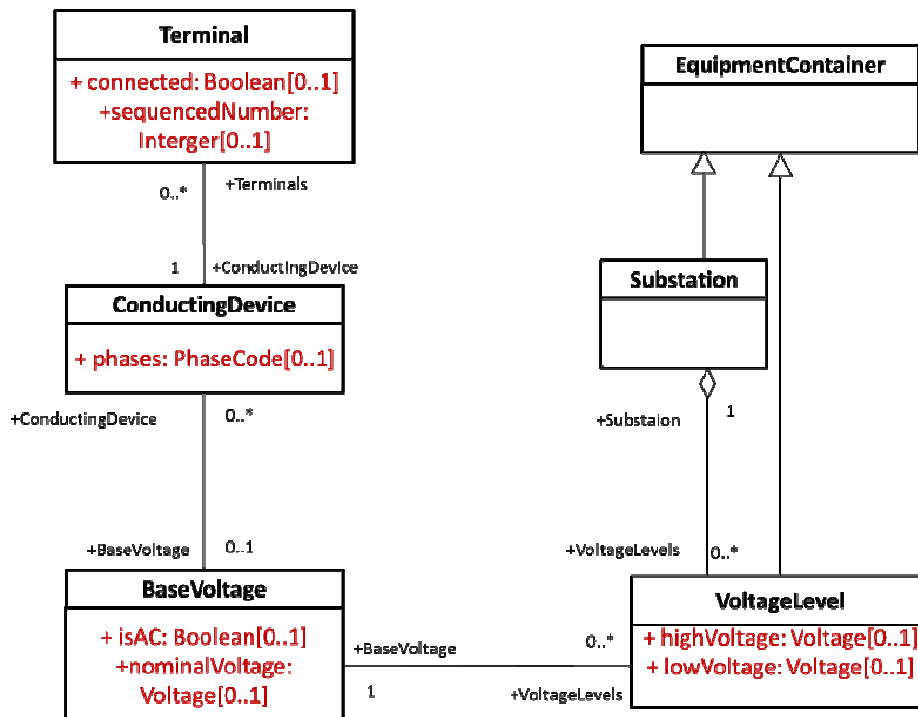 Terminal
+ connected: Boolean[0..1]
+sequencedNumber:
Interger[0..1]
EquipmentContainer
0..*
+Terminals
1
+ConductingDevice
ConductingDevice
+ phases: PhaseCode[0..1]
Substation
+ConductingDevice
0..*
+Substaion
1
+BaseVoltage
0..1
+VoltageLevels
0..*
BaseVoltage
+ isAC: Boolean[0..1]
+nominalVoltage:
Voltage[0..1]
VoltageLevel
+ highVoltage: Voltage[0..1]
+ lowVoltage: Voltage[0..1]
+BaseVoltage
0..*
1
+VoltageLevels